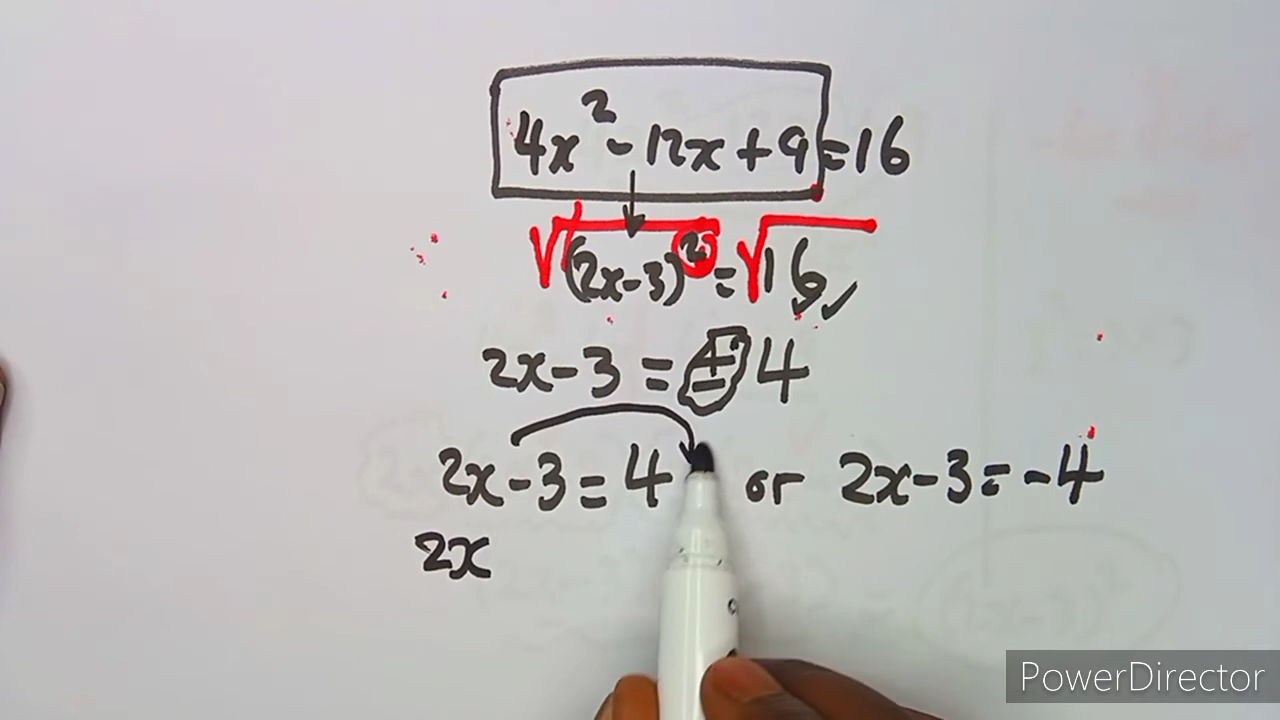 4x² - 12x + 9 = 16
√(2x-3)² = √16 ✓
2x - 3 = ± 4
2x - 3 = 4 or 2x - 3 = -4
2x
PowerDirector